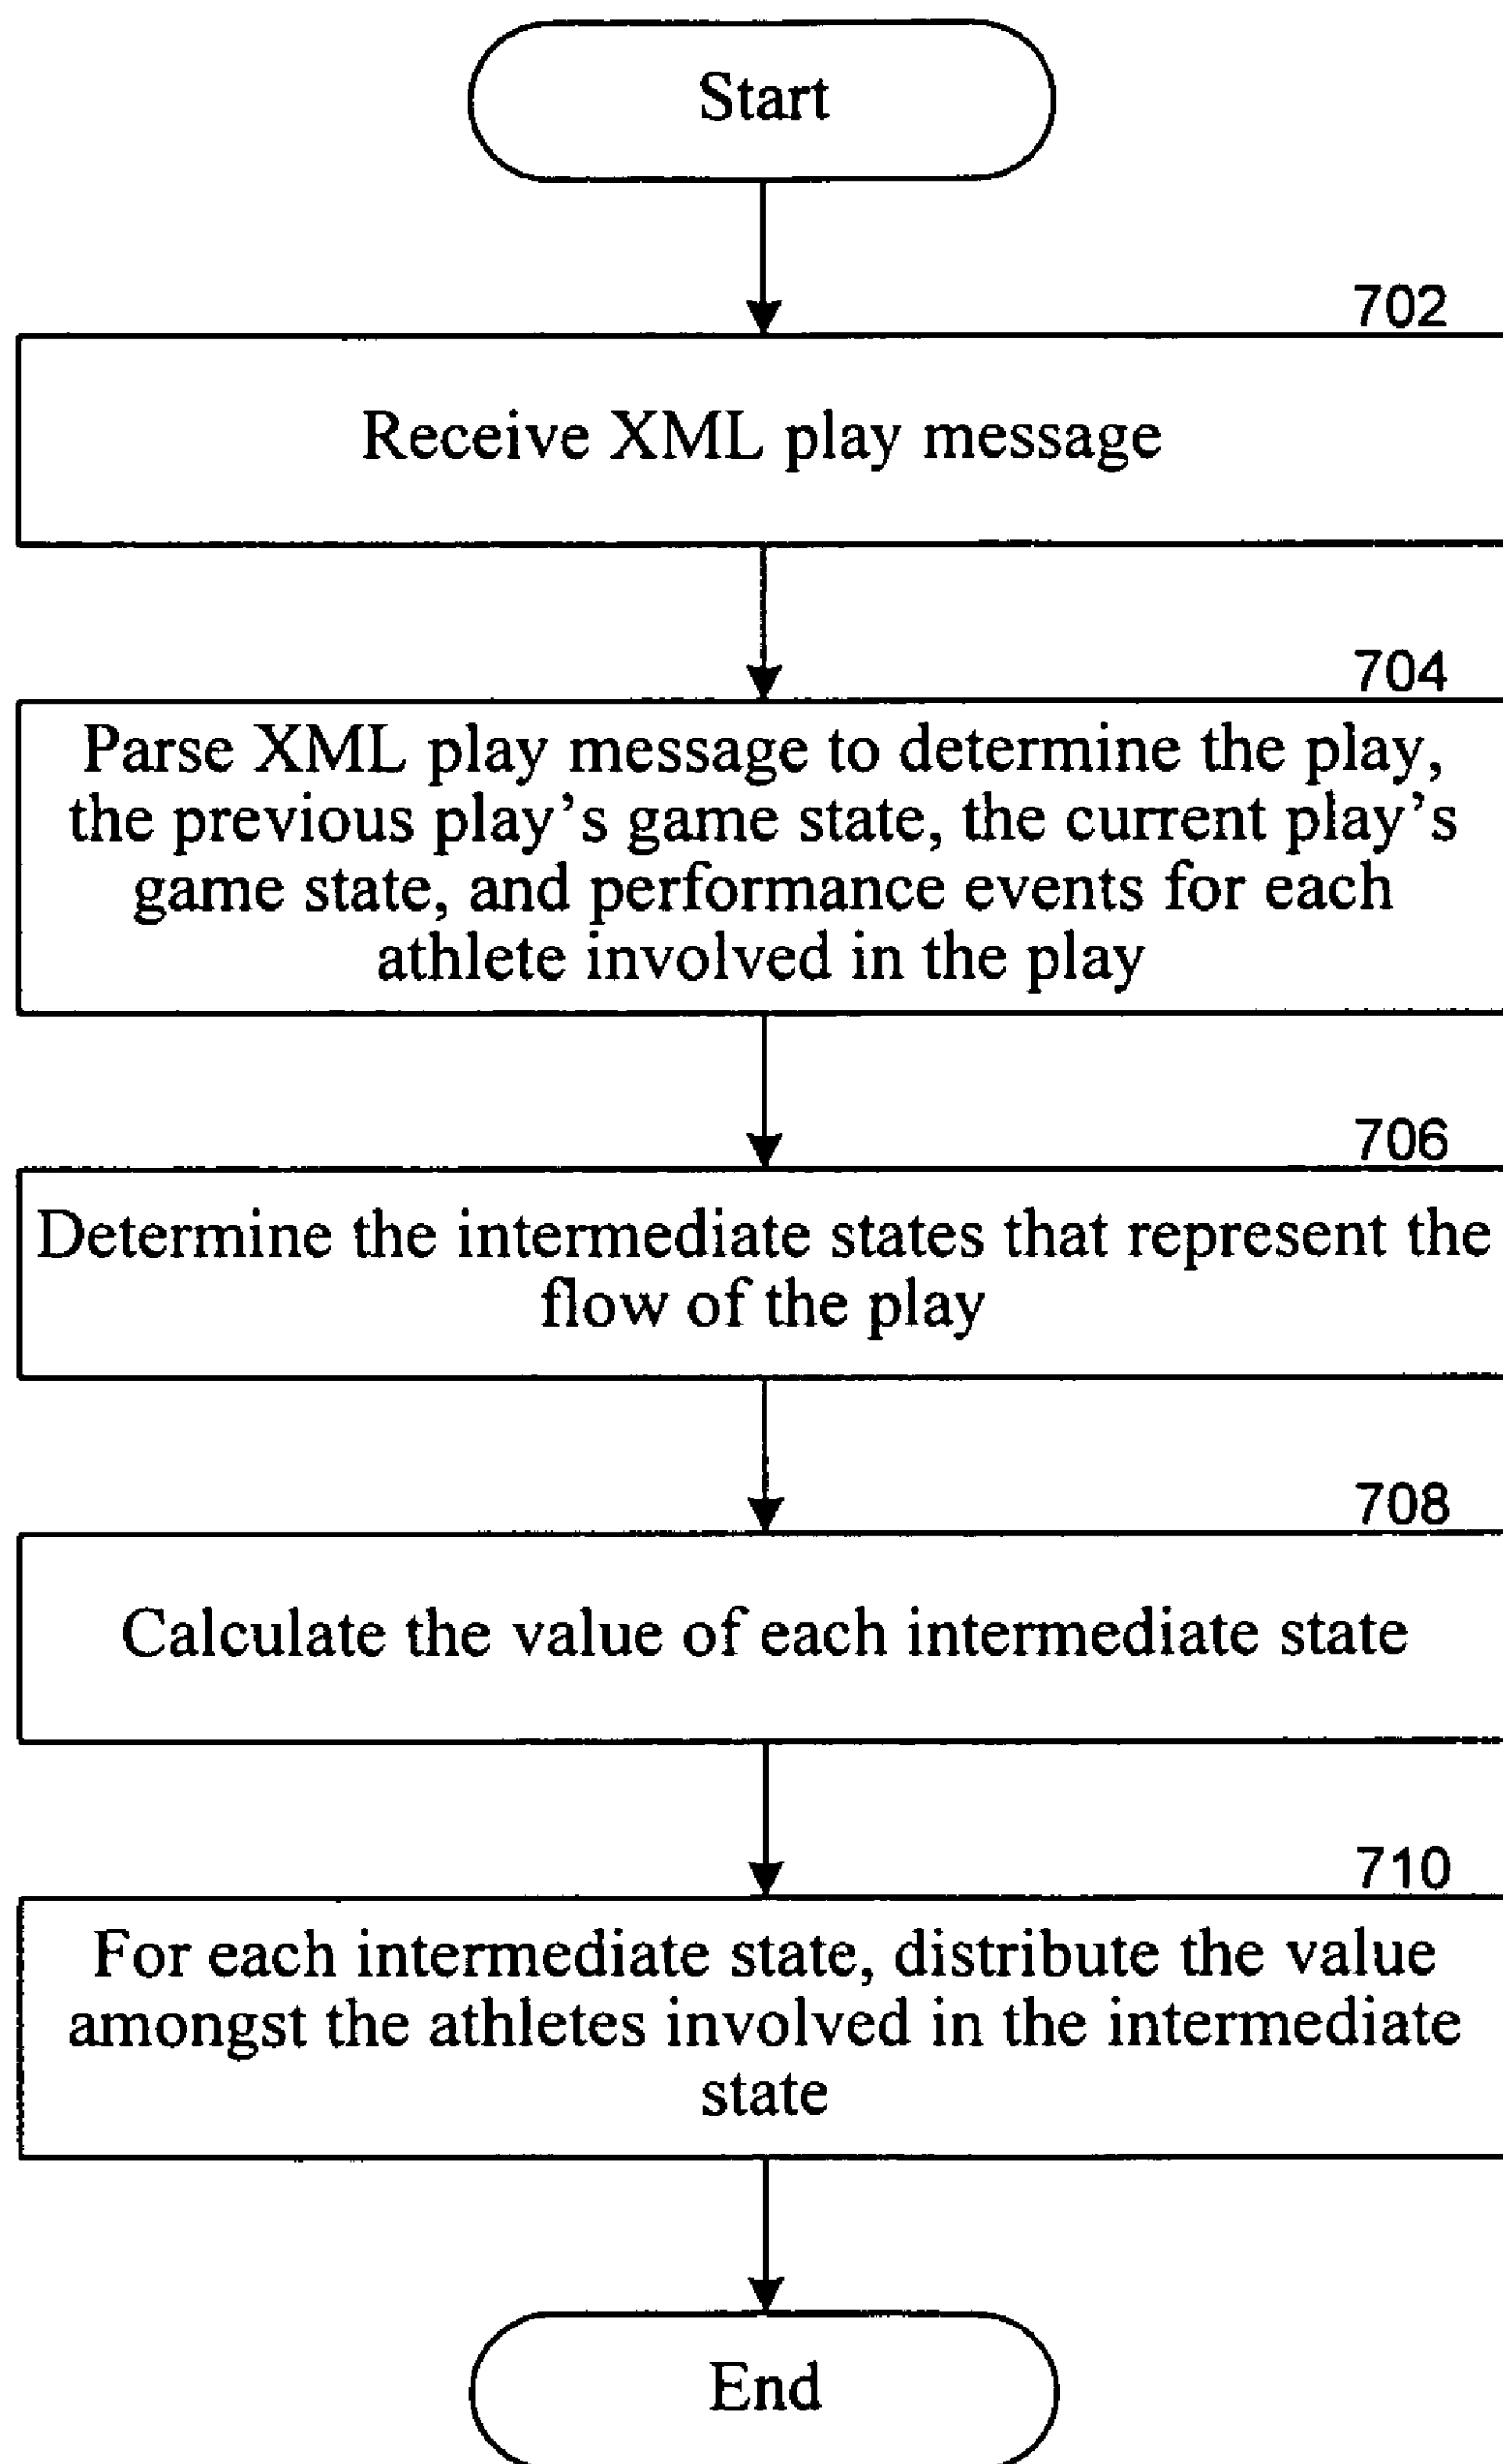 Start
702
Receive XML play message
704
Parse XML play message to determine the play,
the previous play's game state, the current play's
game state, and performance events for each
athlete involved in the play
706
Determine the intermediate states that represent the
flow of the play
708
Calculate the value of each intermediate state
710
For each intermediate state, distribute the value
amongst the athletes involved in the intermediate
state
End